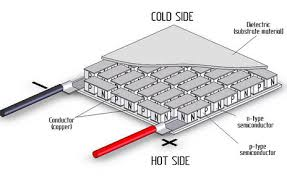 COLD SIDE
Dielectric
(substrate material)
Conductor
(copper)
n-type
semiconductor
p-type
semiconductor
HOT SIDE